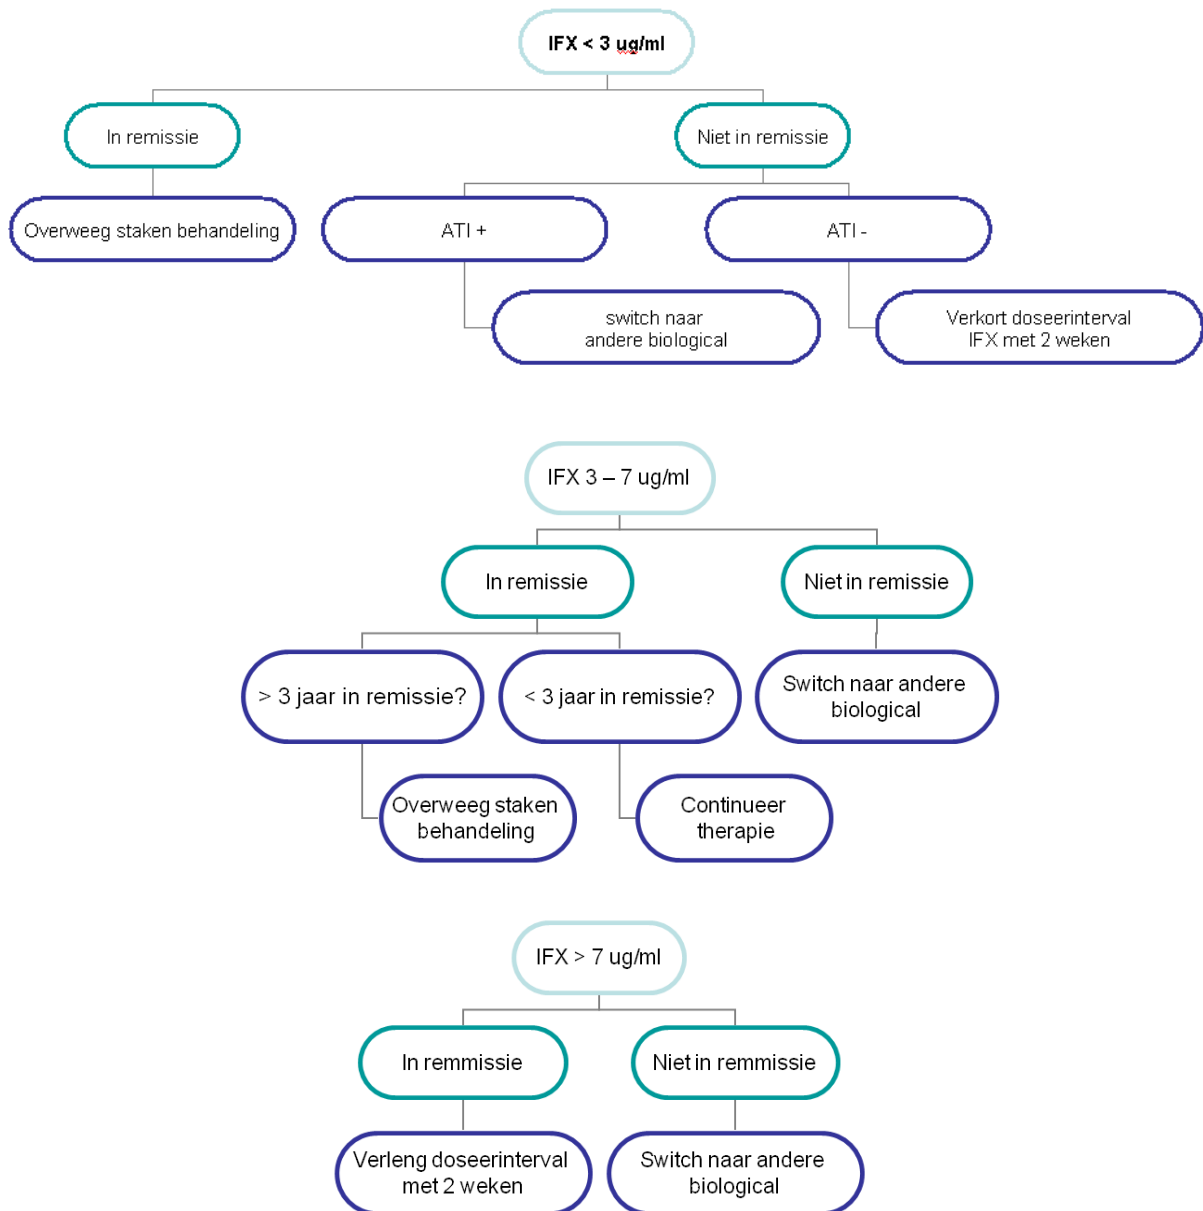 IFX < 3 ug/ml
In remissie
Niet in remissie
Overweeg staken behandeling
ATI +
ATI -
switch naar
andere biological
Verkort doseerinterval
IFX met 2 weken
IFX 3 – 7 ug/ml
In remissie
Niet in remissie
> 3 jaar in remissie?
< 3 jaar in remissie?
Switch naar andere
biological
Overweeg staken
behandeling
Continueer
therapie
IFX > 7 ug/ml
In remmissie
Niet in remmissie
Verleng doseerinterval
met 2 weken
Switch naar andere
biological